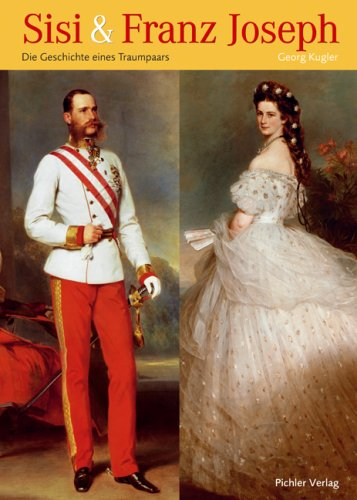 Sisi & Franz Joseph
Die Geschichte eines Traumpaars
Georg Kugler
Pichler Verlag